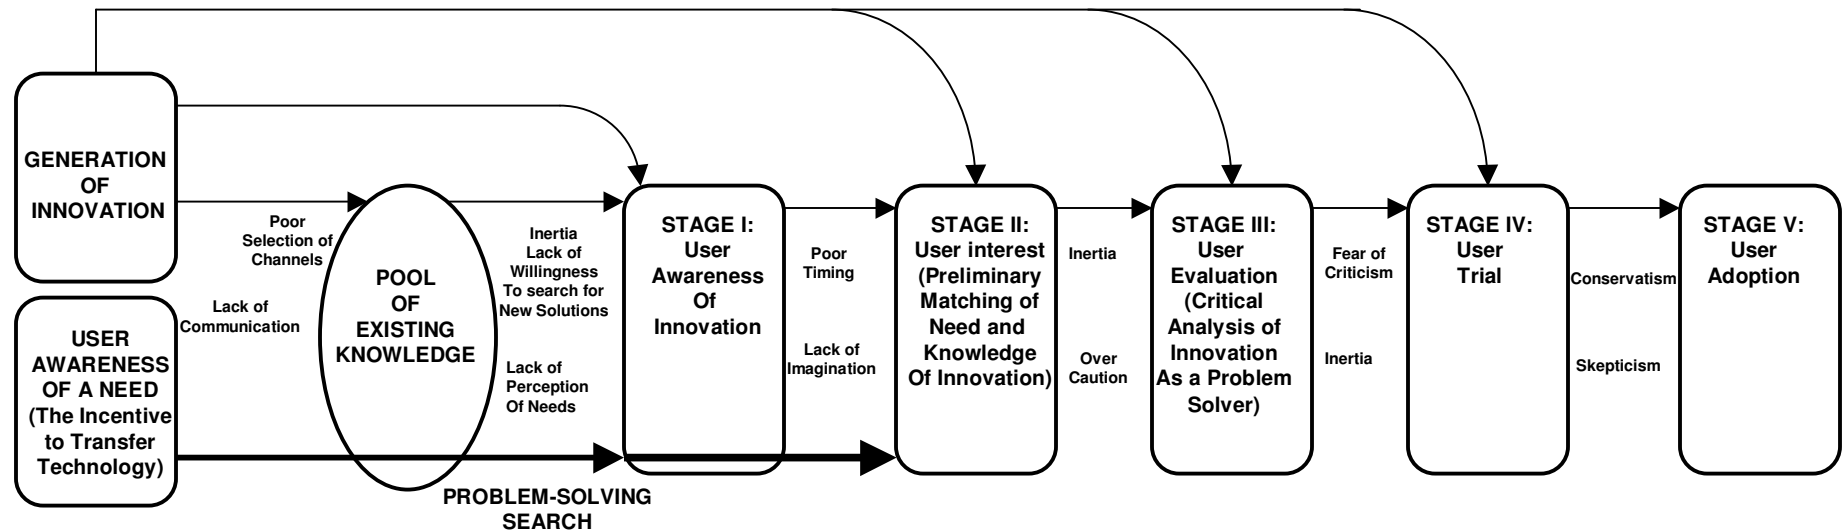 GENERATION
OF
INNOVATION
USER
AWARENESS
OF A NEED
(The Incentive
to Transfer
Technology)
Poor
Selection of
Channels
Lack of
Communication
POOL
OF
EXISTING
KNOWLEDGE
Inertia
Lack of
Willingness
To search for
New Solutions
Lack of
Perception
Of Needs
PROBLEM-SOLVING
SEARCH
STAGE I:
User
Awareness
Of
Innovation
Poor
Timing
Lack of
Imagination
STAGE II:
User interest
(Preliminary
Matching of
Need and
Knowledge
Of Innovation)
Inertia
Over
Caution
STAGE III:
User
Evaluation
(Critical
Analysis of
Innovation
As a Problem
Solver)
Fear of
Criticism
Inertia
STAGE IV:
User
Trial
Conservatism
Skepticism
STAGE V:
User
Adoption